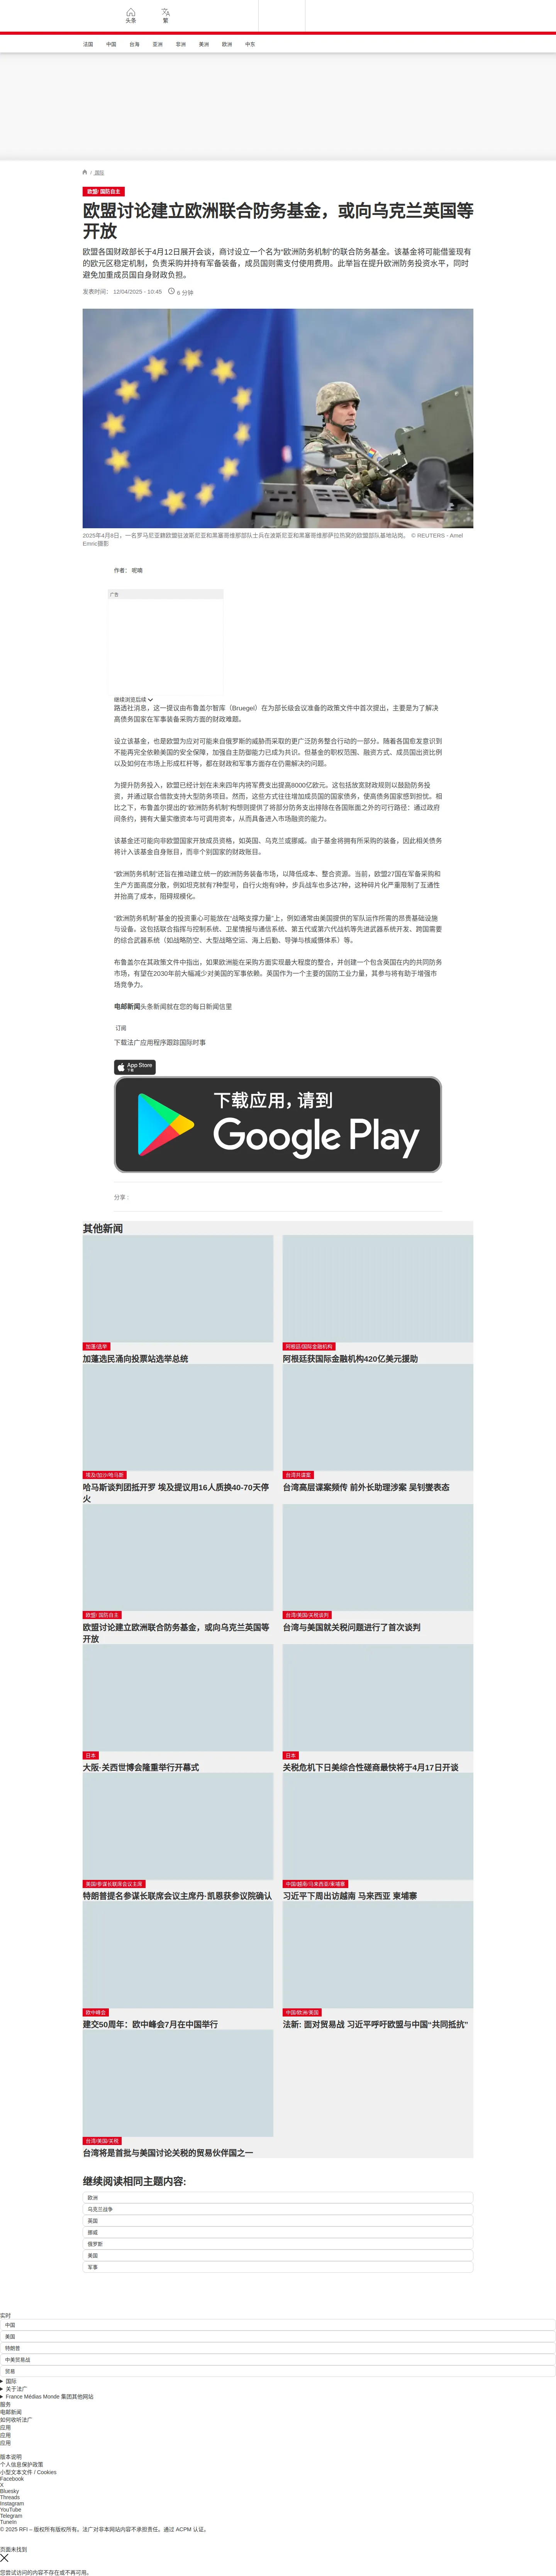 头条
繁
法国
中国
台海
亚洲
非洲
美洲
欧洲
中东
国际
欧盟/ 国防自主
欧盟讨论建立欧洲联合防务基金，或向乌克兰英国等
开放
欧盟各国财政部长于4月12日展开会谈，商讨设立一个名为“欧洲防务机制”的联合防务基金。该基金将可能借鉴现有
的欧元区稳定机制，负责采购并持有军备装备，成员国则需支付使用费用。此举旨在提升欧洲防务投资水平，同时
避免加重成员国自身财政负担。
发表时间： 12/04/2025 - 10:45
6 分钟
2025年4月8日，一名罗马尼亚籍欧盟驻波斯尼亚和黑塞哥维那部队士兵在波斯尼亚和黑塞哥维那萨拉热窝的欧盟部队基地站岗。 © REUTERS - Amel
Emric摄影
作者： 呢喃
广告
继续浏览后续
路透社消息，这一提议由布鲁盖尔智库（Bruegel）在为部长级会议准备的政策文件中首次提出，主要是为了解决
高债务国家在军事装备采购方面的财政难题。
设立该基金，也是欧盟为应对可能来自俄罗斯的威胁而采取的更广泛防务整合行动的一部分。随着各国愈发意识到
不能再完全依赖美国的安全保障，加强自主防御能力已成为共识。但基金的职权范围、融资方式、成员国出资比例
以及如何在市场上形成杠杆等，都在财政和军事方面存在仍需解决的问题。
为提升防务投入，欧盟已经计划在未来四年内将军费支出提高8000亿欧元。这包括放宽财政规则以鼓励防务投
资，并通过联合借款支持大型防务项目。然而，这些方式往往增加成员国的国家债务，使高债务国家感到担忧。相
比之下，布鲁盖尔提出的“欧洲防务机制”构想则提供了将部分防务支出排除在各国账面之外的可行路径：通过政府
间条约，拥有大量实缴资本与可调用资本，从而具备进入市场融资的能力。
该基金还可能向非欧盟国家开放成员资格，如英国、乌克兰或挪威。由于基金将拥有所采购的装备，因此相关债务
将计入该基金自身账目，而非个别国家的财政账目。
“欧洲防务机制”还旨在推动建立统一的欧洲防务装备市场，以降低成本、整合资源。当前，欧盟27国在军备采购和
生产方面高度分散，例如坦克就有7种型号，自行火炮有9种，步兵战车也多达7种，这种碎片化严重限制了互通性
并抬高了成本，阻碍规模化。
“欧洲防务机制”基金的投资重心可能放在“战略支撑力量”上，例如通常由美国提供的军队运作所需的昂贵基础设施
与设备。这包括联合指挥与控制系统、卫星情报与通信系统、第五代或第六代战机等先进武器系统开发、跨国需要
的综合武器系统（如战略防空、大型战略空运、海上后勤、导弹与核威慑体系）等。
布鲁盖尔在其政策文件中指出，如果欧洲能在采购方面实现最大程度的整合，并创建一个包含英国在内的共同防务
市场，有望在2030年前大幅减少对美国的军事依赖。英国作为一个主要的国防工业力量，其参与将有助于增强市
场竞争力。
电邮新闻头条新闻就在您的每日新闻信里
订阅
下载法广应用程序跟踪国际时事
App Store
下载
下载应用，请到
Google Play
分享 :
其他新闻
加蓬/选举
加蓬选民涌向投票站选举总统
阿根廷/国际金融机构
阿根廷获国际金融机构420亿美元援助
埃及/加沙/哈马斯
哈马斯谈判团抵开罗 埃及提议用16人质换40-70天停
火
台湾共谍案
台湾高层谍案频传 前外长助理涉案 吴钊燮表态
欧盟/ 国防自主
欧盟讨论建立欧洲联合防务基金，或向乌克兰英国等
开放
台湾/美国/关税谈判
台湾与美国就关税问题进行了首次谈判
日本
大阪·关西世博会隆重举行开幕式
日本
关税危机下日美综合性磋商最快将于4月17日开谈
美国/参谋长联席会议主席
特朗普提名参谋长联席会议主席丹·凯恩获参议院确认
中国/越南/马来西亚/柬埔寨
习近平下周出访越南 马来西亚 柬埔寨
欧中峰会
建交50周年：欧中峰会7月在中国举行
中国/欧洲/美国
法新: 面对贸易战 习近平呼吁欧盟与中国“共同抵抗”
台湾/美国/关税
台湾将是首批与美国讨论关税的贸易伙伴国之一
继续阅读相同主题内容:
欧洲
乌克兰战争
英国
挪威
俄罗斯
美国
军事
实时
中国
美国
特朗普
中美贸易战
贸易
国际
关于法广
France Médias Monde 集团其他网站
服务
电邮新闻
如何收听法广
应用
应用
应用
版本说明
个人信息保护政策
小型文本文件 / Cookies
Facebook
X
Bluesky
Threads
Instagram
YouTube
Telegram
TuneIn
© 2025 RFI – 版权所有版权所有。法广对非本网站内容不承担责任。通过 ACPM 认证。
页面未找到
您尝试访问的内容不存在或不再可用。